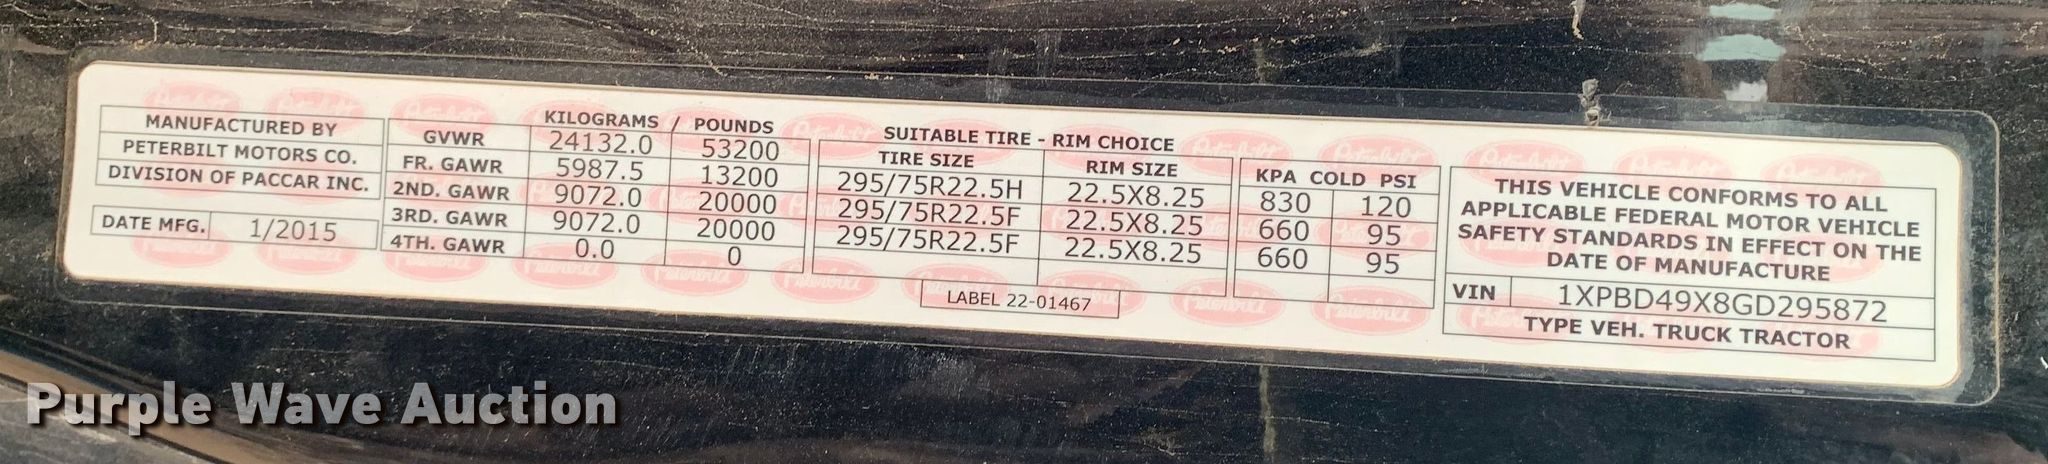 MANUFACTURED BY
PETERBILT MOTORS CO.
DIVISION OF PACCAR INC.
DATE MFG. 1/2015
KILOGRAMS / POUNDS
GVWR 24132.0 53200
FR. GAWR 5987.5 13200
2ND. GAWR 9072.0 20000
3RD. GAWR 9072.0 20000
4TH. GAWR 0.0 0
SUITABLE TIRE - RIM CHOICE
TIRE SIZE RIM SIZE KPA COLD PSI
295/75R22.5H 22.5X8.25 830 120
295/75R22.5F 22.5X8.25 660 95
295/75R22.5F 22.5X8.25 660 95
LABEL 22-01467
THIS VEHICLE CONFORMS TO ALL
APPLICABLE FEDERAL MOTOR VEHICLE
SAFETY STANDARDS IN EFFECT ON THE
DATE OF MANUFACTURE
VIN 1XPBD49X8GD295872
TYPE VEH. TRUCK TRACTOR
Purple Wave Auction